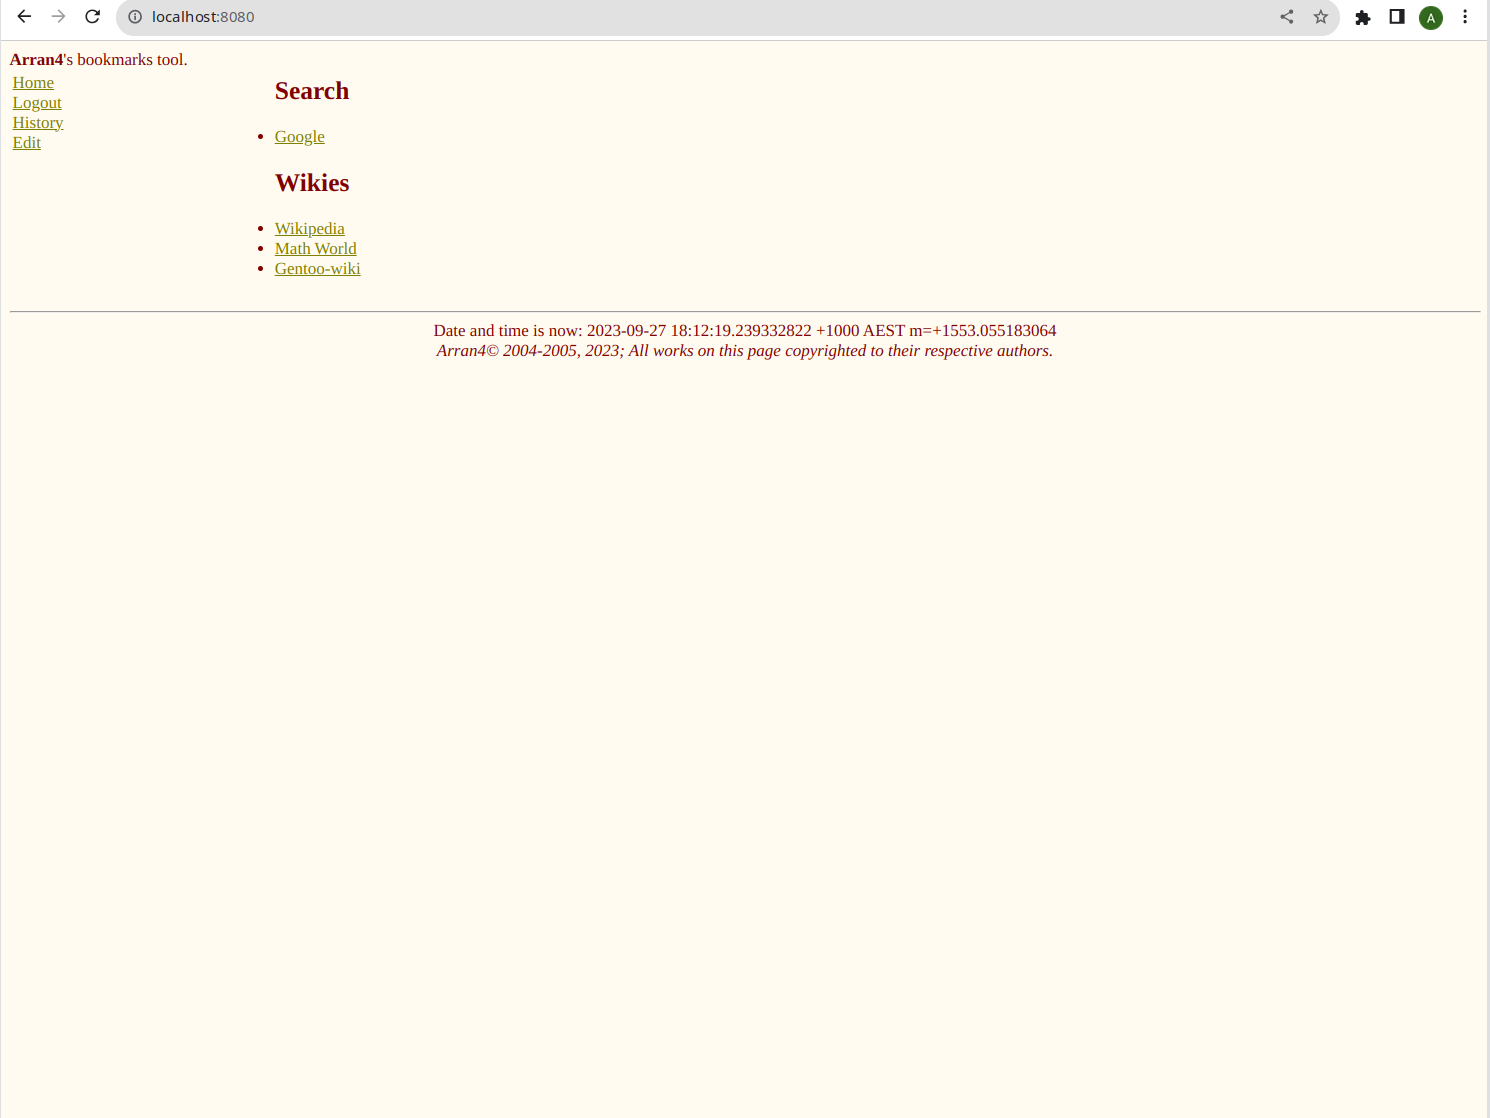 localhost:8080
A
Arran4's bookmarks tool.
Home
Logout
History
Edit
Search
Google
Wikies
Wikipedia
Math World
Gentoo-wiki
Date and time is now: 2023-09-27 18:12:19.239332822 +1000 AEST m=+1553.055183064
Arran4© 2004-2005, 2023; All works on this page copyrighted to their respective authors.